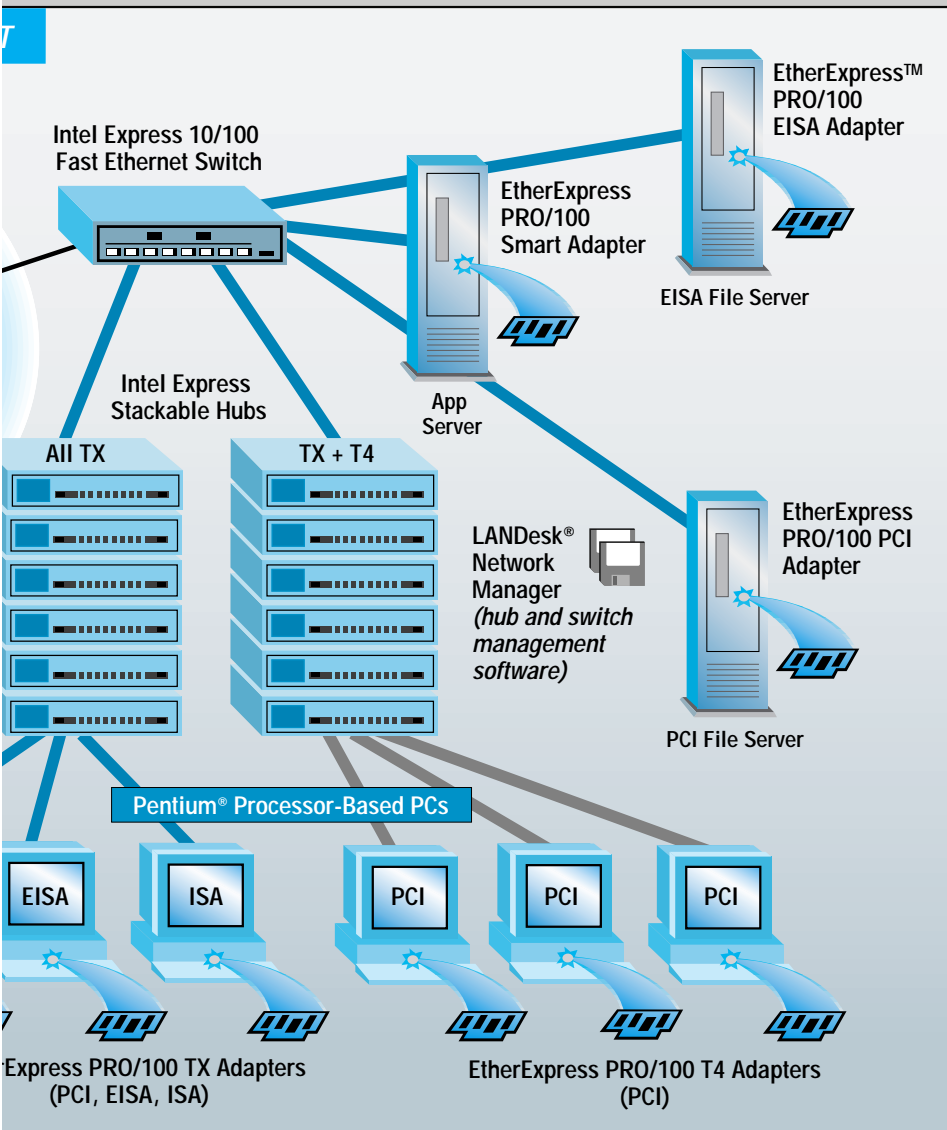 T
EtherExpress™
PRO/100
EISA Adapter
Intel Express 10/100
Fast Ethernet Switch
EtherExpress
PRO/100
Smart Adapter
EISA File Server
Intel Express
Stackable Hubs
App
Server
All TX
TX + T4
LANDesk®
Network
Manager
(hub and switch
management
software)
EtherExpress
PRO/100 PCI
Adapter
PCI File Server
Pentium® Processor-Based PCs
EISA
ISA
PCI
PCI
PCI
rExpress PRO/100 TX Adapters
(PCI, EISA, ISA)
EtherExpress PRO/100 T4 Adapters
(PCI)